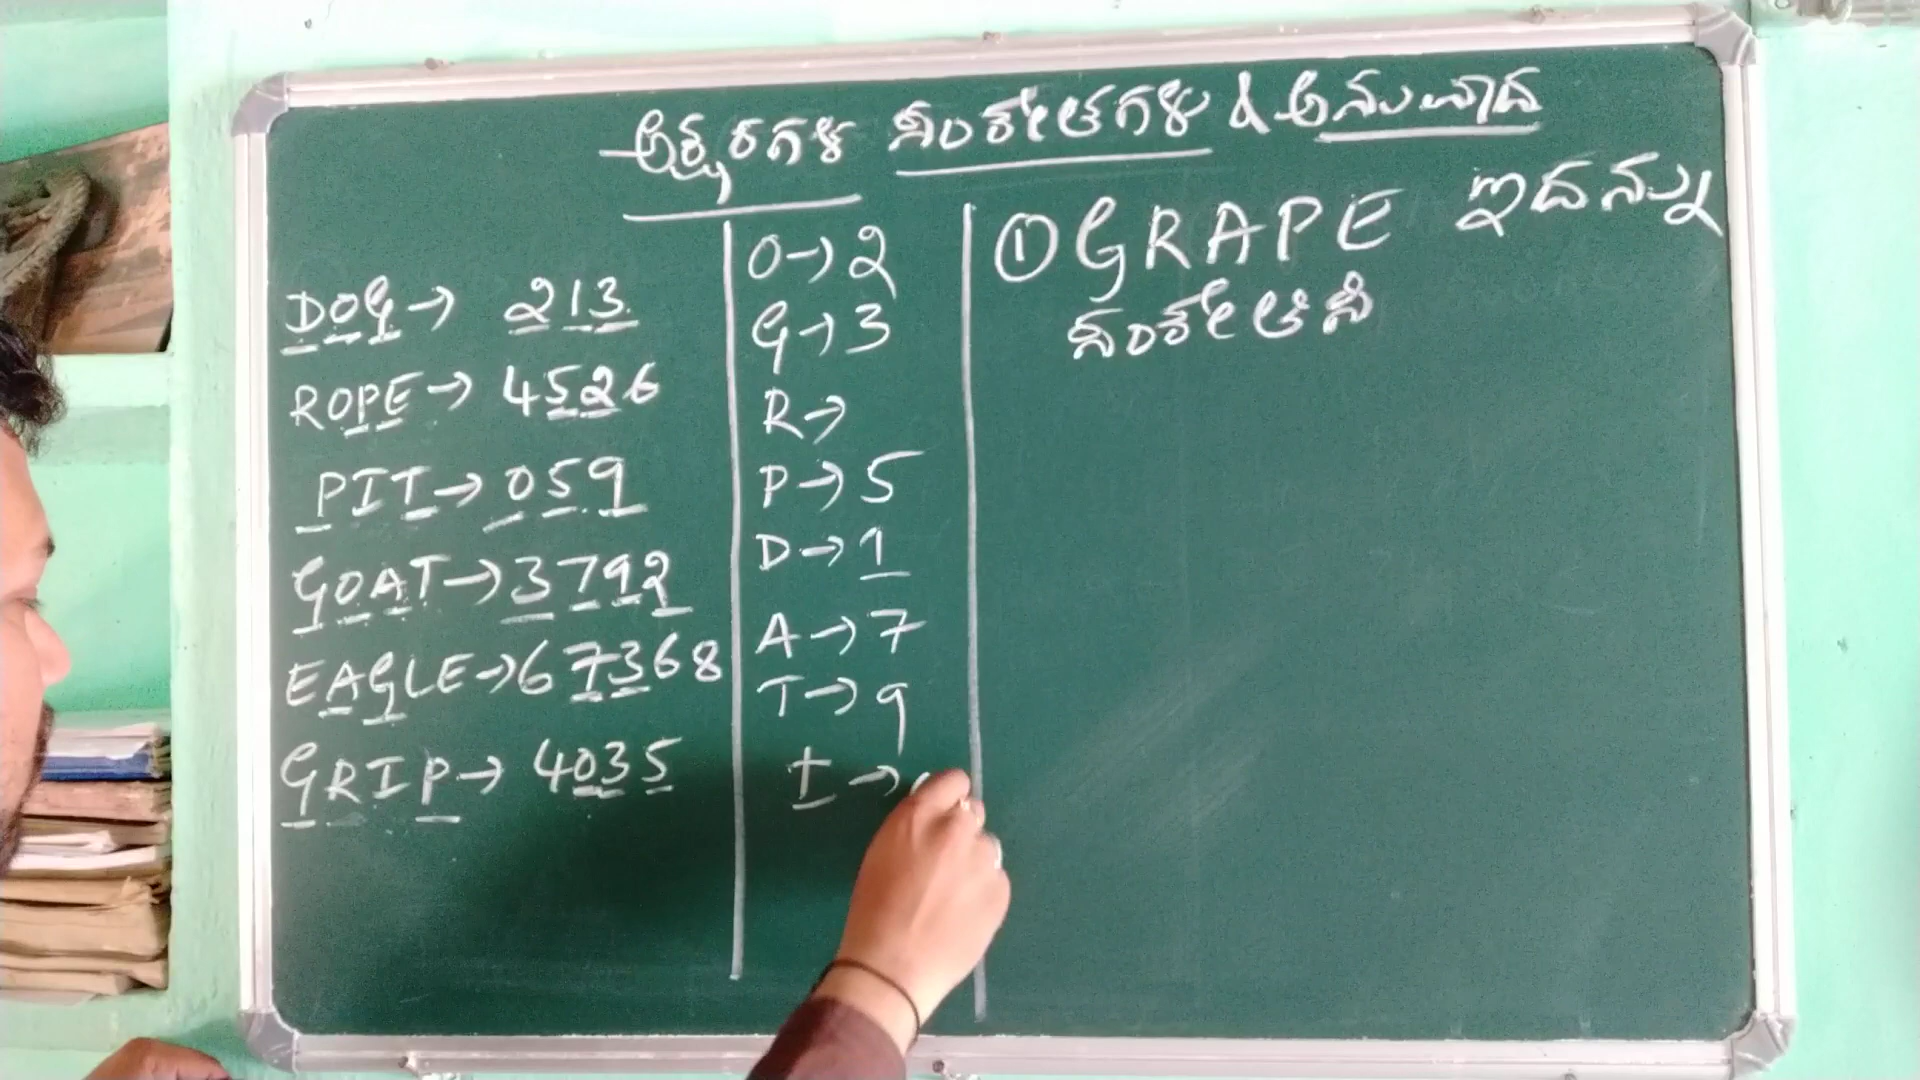 ಅಕ್ಷರಗಳ ಸಂಕೇತಗಳು & ಅನುವಾದ
DOG → 213
ROPE → 4526
PIT → 059
GOAT → 3792
EAGLE → 67368
GRIP → 4035
O → 2
G → 3
R →
P → 5
D → 1
A → 7
T → 9
I →
① GRAPE ಇದನ್ನು
ಸಂಕೇತಿಸಿ